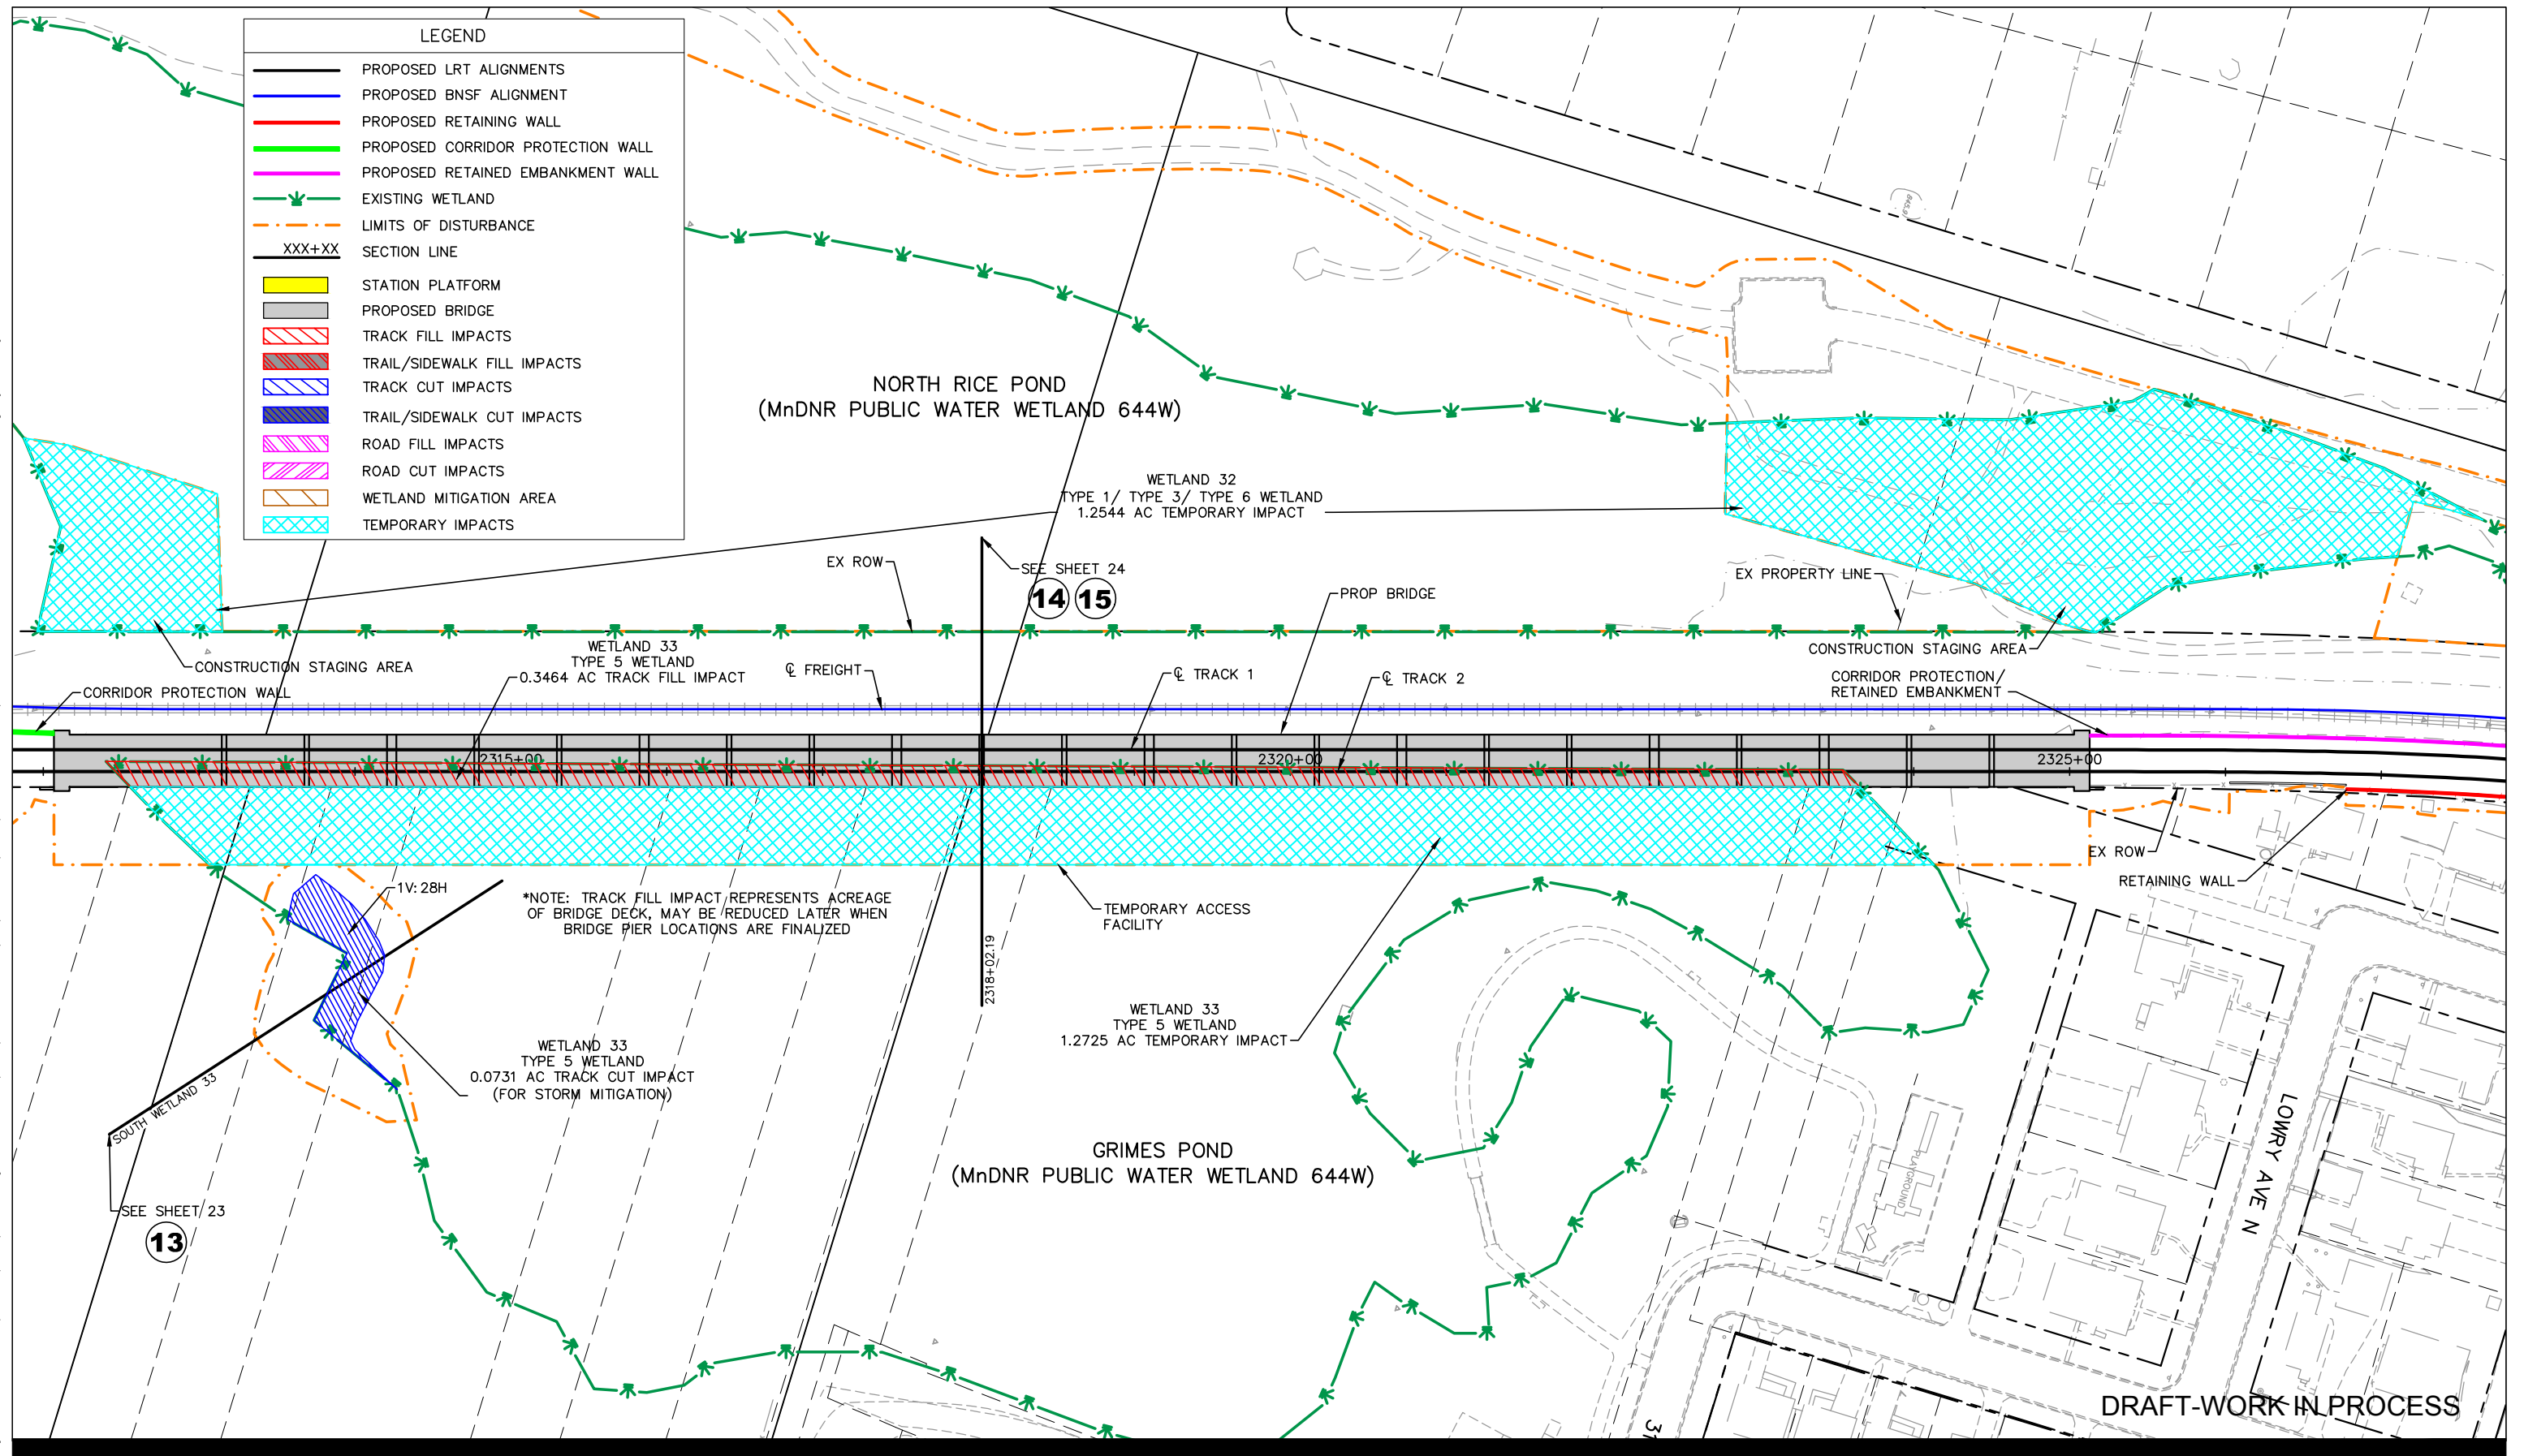 LEGEND
PROPOSED LRT ALIGNMENTS
PROPOSED BNSF ALIGNMENT
PROPOSED RETAINING WALL
PROPOSED CORRIDOR PROTECTION WALL
PROPOSED RETAINED EMBANKMENT WALL
EXISTING WETLAND
LIMITS OF DISTURBANCE
XXX+XX SECTION LINE
STATION PLATFORM
PROPOSED BRIDGE
TRACK FILL IMPACTS
TRAIL/SIDEWALK FILL IMPACTS
TRACK CUT IMPACTS
TRAIL/SIDEWALK CUT IMPACTS
ROAD FILL IMPACTS
ROAD CUT IMPACTS
WETLAND MITIGATION AREA
TEMPORARY IMPACTS
NORTH RICE POND
(MnDNR PUBLIC WATER WETLAND 644W)
WETLAND 32
TYPE 1/ TYPE 3/ TYPE 6 WETLAND
1.2544 AC TEMPORARY IMPACT
EX ROW
SEE SHEET 24
14 15
PROP BRIDGE
EX PROPERTY LINE
CONSTRUCTION STAGING AREA
WETLAND 33
TYPE 5 WETLAND
0.3464 AC TRACK FILL IMPACT
℄ FREIGHT
℄ TRACK 1
℄ TRACK 2
CONSTRUCTION STAGING AREA
CORRIDOR PROTECTION/
RETAINED EMBANKMENT
CORRIDOR PROTECTION WALL
2315+00
2320+00
2325+00
EX ROW
RETAINING WALL
1V:28H
*NOTE: TRACK FILL IMPACT REPRESENTS ACREAGE
OF BRIDGE DECK, MAY BE REDUCED LATER WHEN
BRIDGE PIER LOCATIONS ARE FINALIZED
TEMPORARY ACCESS
FACILITY
2318+02.19
WETLAND 33
TYPE 5 WETLAND
1.2725 AC TEMPORARY IMPACT
WETLAND 33
TYPE 5 WETLAND
0.0731 AC TRACK CUT IMPACT
(FOR STORM MITIGATION)
SOUTH WETLAND 33
SEE SHEET 23
13
GRIMES POND
(MnDNR PUBLIC WATER WETLAND 644W)
PLAYGROUND
LOWRY AVE N
DRAFT-WORK IN PROCESS